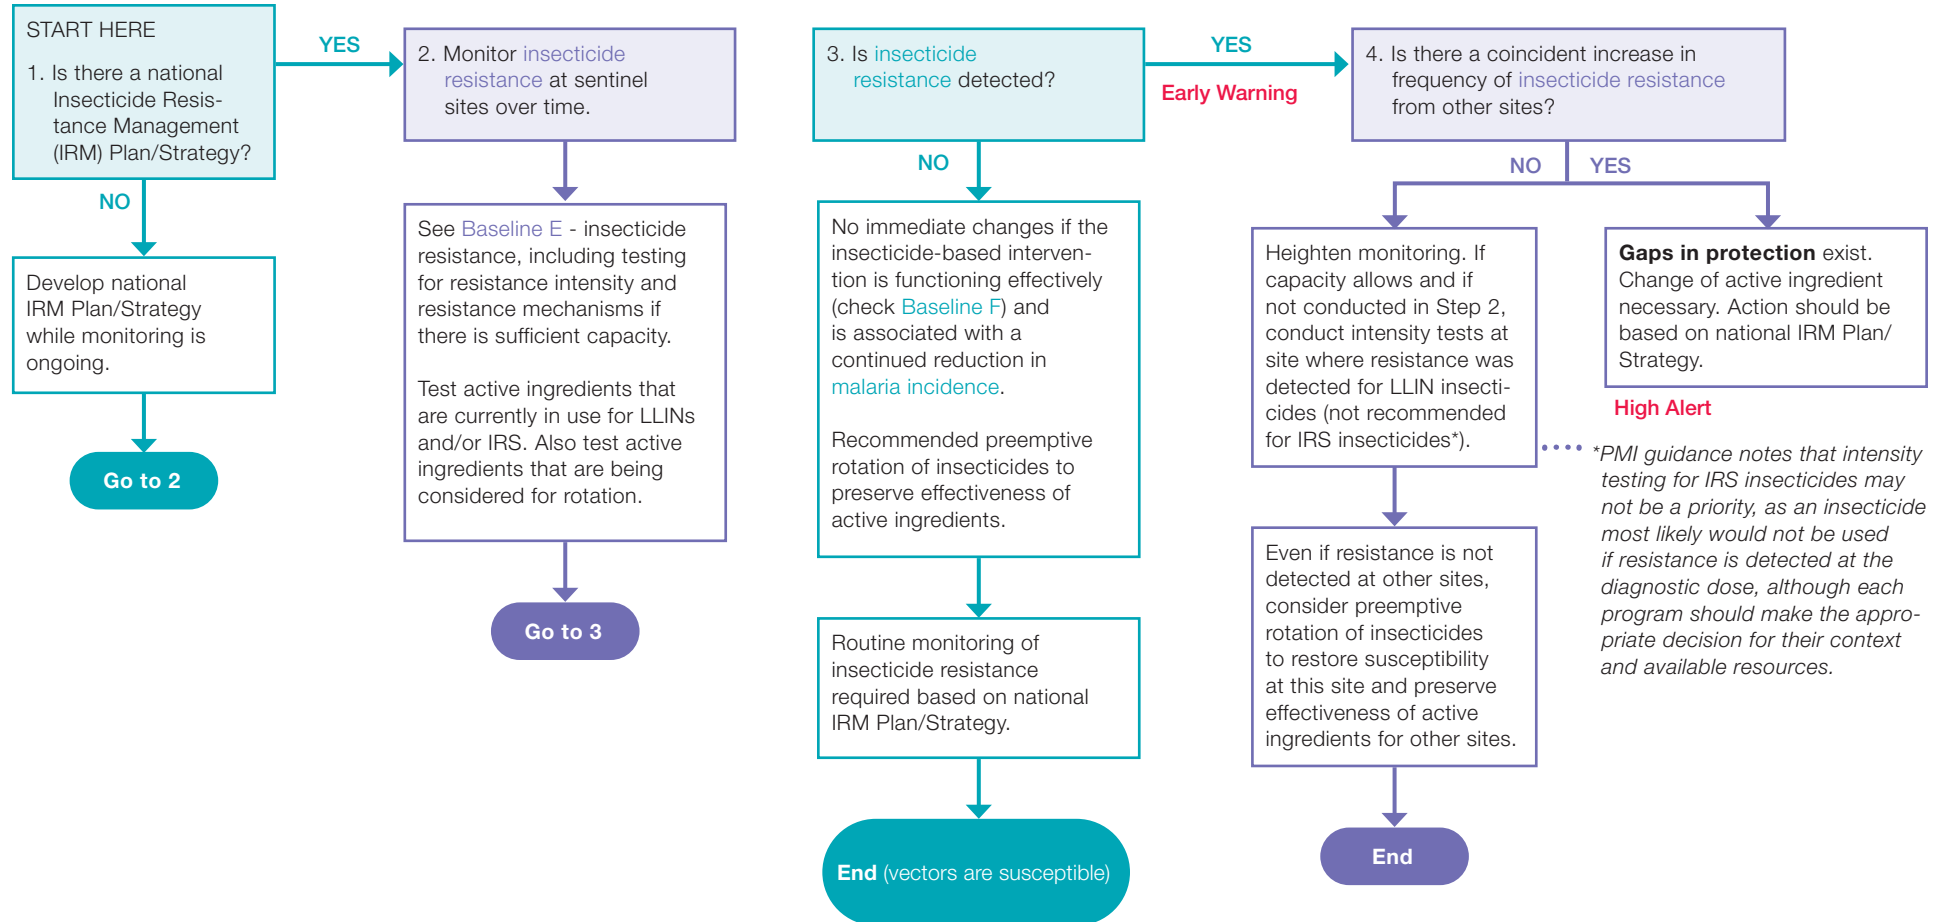 START HERE
1. Is there a national
Insecticide Resis-
tance Management
(IRM) Plan/Strategy?
YES
NO
Develop national
IRM Plan/Strategy
while monitoring is
ongoing.
Go to 2
2. Monitor insecticide
resistance at sentinel
sites over time.
See Baseline E - insecticide
resistance, including testing
for resistance intensity and
resistance mechanisms if
there is sufficient capacity.
Test active ingredients that
are currently in use for LLINs
and/or IRS. Also test active
ingredients that are being
considered for rotation.
Go to 3
3. Is insecticide
resistance detected?
YES
Early Warning
NO
No immediate changes if the
insecticide-based interven-
tion is functioning effectively
(check Baseline F) and
is associated with a
continued reduction in
malaria incidence.
Recommended preemptive
rotation of insecticides to
preserve effectiveness of
active ingredients.
Routine monitoring of
insecticide resistance
required based on national
IRM Plan/Strategy.
End (vectors are susceptible)
4. Is there a coincident increase in
frequency of insecticide resistance
from other sites?
NO
YES
Heighten monitoring. If
capacity allows and if
not conducted in Step 2,
conduct intensity tests at
site where resistance was
detected for LLIN insecti-
cides (not recommended
for IRS insecticides*).
Even if resistance is not
detected at other sites,
consider preemptive
rotation of insecticides
to restore susceptibility
at this site and preserve
effectiveness of active
ingredients for other sites.
End
Gaps in protection exist.
Change of active ingredient
necessary. Action should be
based on national IRM Plan/
Strategy.
High Alert
*PMI guidance notes that intensity
testing for IRS insecticides may
not be a priority, as an insecticide
most likely would not be used
if resistance is detected at the
diagnostic dose, although each
program should make the appro-
priate decision for their context
and available resources.